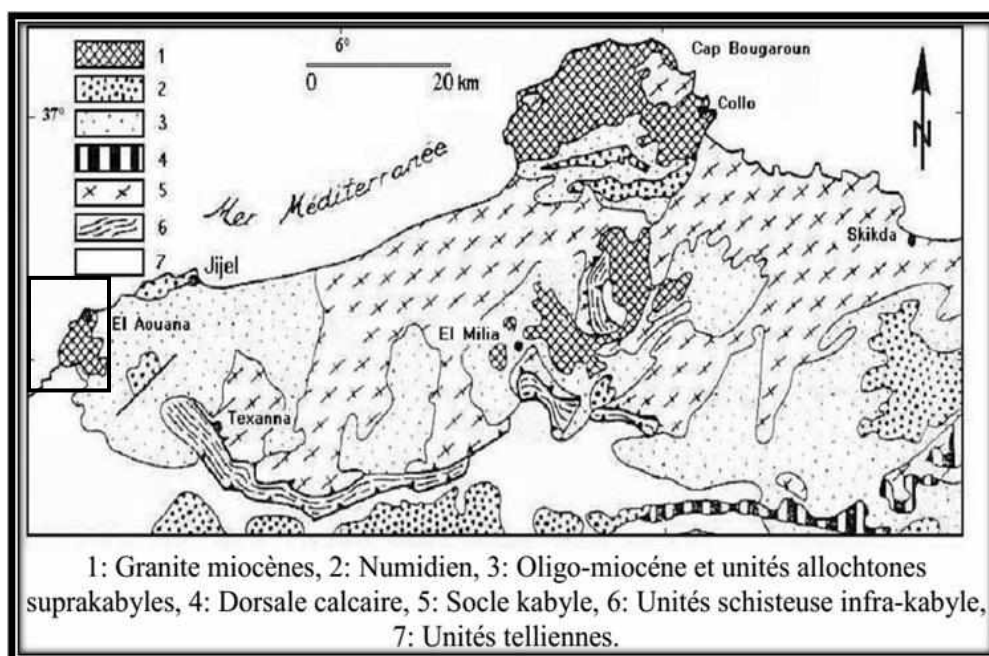 1
2
3
4
5
6
7
6°
0 20 km
37°
N
Cap Bougaroun
Collo
Mer Méditerranée
Skikda
Jijel
El Aouana
El Milia
Texanna
1: Granite miocènes, 2: Numidien, 3: Oligo-miocéne et unités allochtones
suprakabyles, 4: Dorsale calcaire, 5: Socle kabyle, 6: Unités schisteuse infra-kabyle,
7: Unités telliennes.